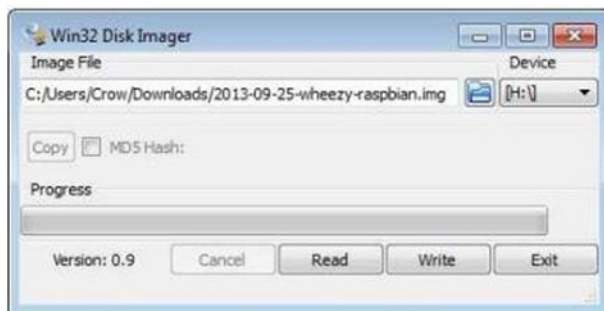 Win32 Disk Imager
Image File
Device
C:/Users/Crow/Downloads/2013-09-25-wheezy-raspbian.img
[H:\]
Copy
MD5 Hash:
Progress
Version: 0.9
Cancel
Read
Write
Exit